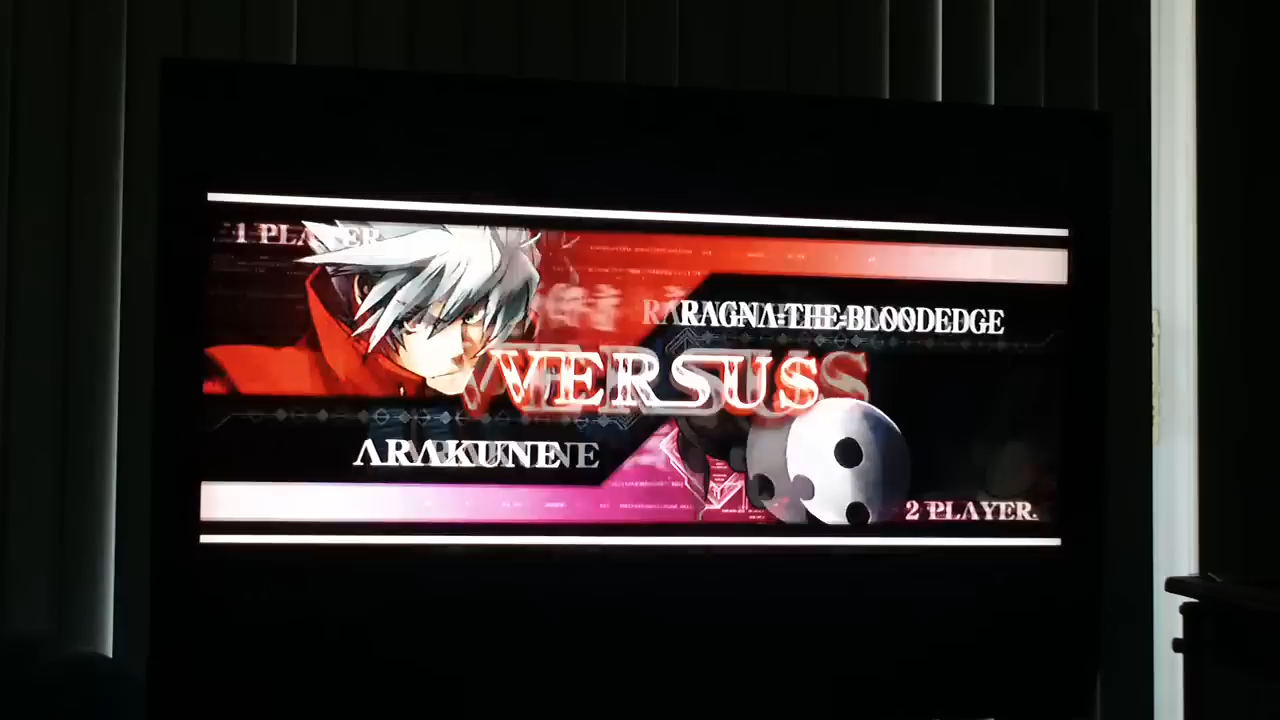 1 PLAYER
RAGNA-THE-BLOODEDGE
VERSUS
ARAKUNE
2 PLAYER